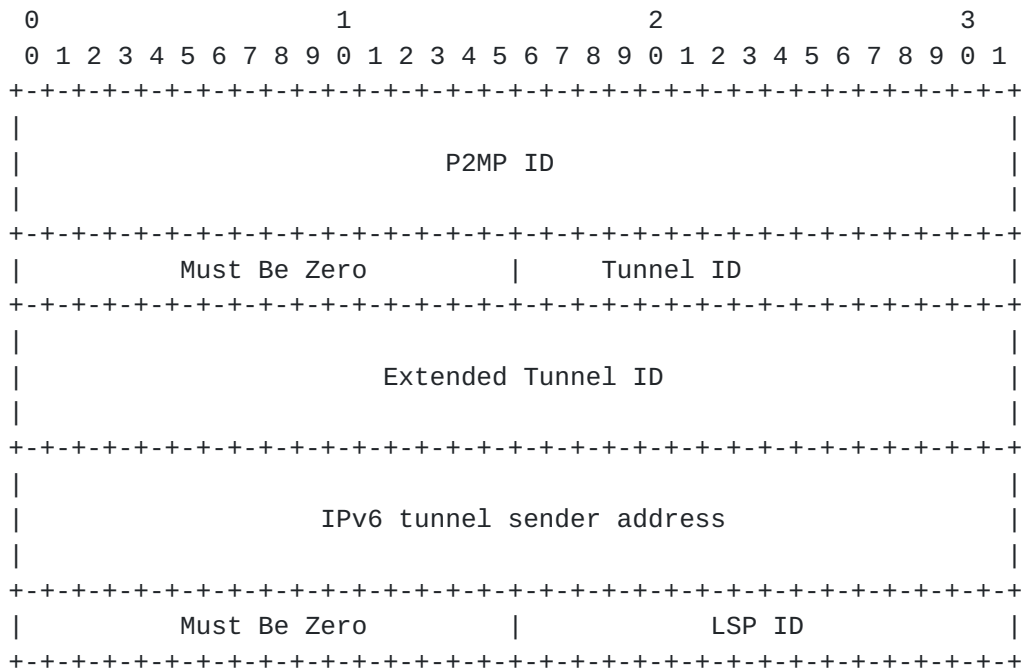 0                   1                   2                   3
 0 1 2 3 4 5 6 7 8 9 0 1 2 3 4 5 6 7 8 9 0 1 2 3 4 5 6 7 8 9 0 1
+-+-+-+-+-+-+-+-+-+-+-+-+-+-+-+-+-+-+-+-+-+-+-+-+-+-+-+-+-+-+-+-+
|                                                               |
|                           P2MP ID                             |
|                                                               |
+-+-+-+-+-+-+-+-+-+-+-+-+-+-+-+-+-+-+-+-+-+-+-+-+-+-+-+-+-+-+-+-+
|          Must Be Zero         |     Tunnel ID                 |
+-+-+-+-+-+-+-+-+-+-+-+-+-+-+-+-+-+-+-+-+-+-+-+-+-+-+-+-+-+-+-+-+
|                                                               |
|                       Extended Tunnel ID                      |
|                                                               |
+-+-+-+-+-+-+-+-+-+-+-+-+-+-+-+-+-+-+-+-+-+-+-+-+-+-+-+-+-+-+-+-+
|                                                               |
|                   IPv6 tunnel sender address                  |
|                                                               |
+-+-+-+-+-+-+-+-+-+-+-+-+-+-+-+-+-+-+-+-+-+-+-+-+-+-+-+-+-+-+-+-+
|          Must Be Zero         |            LSP ID             |
+-+-+-+-+-+-+-+-+-+-+-+-+-+-+-+-+-+-+-+-+-+-+-+-+-+-+-+-+-+-+-+-+